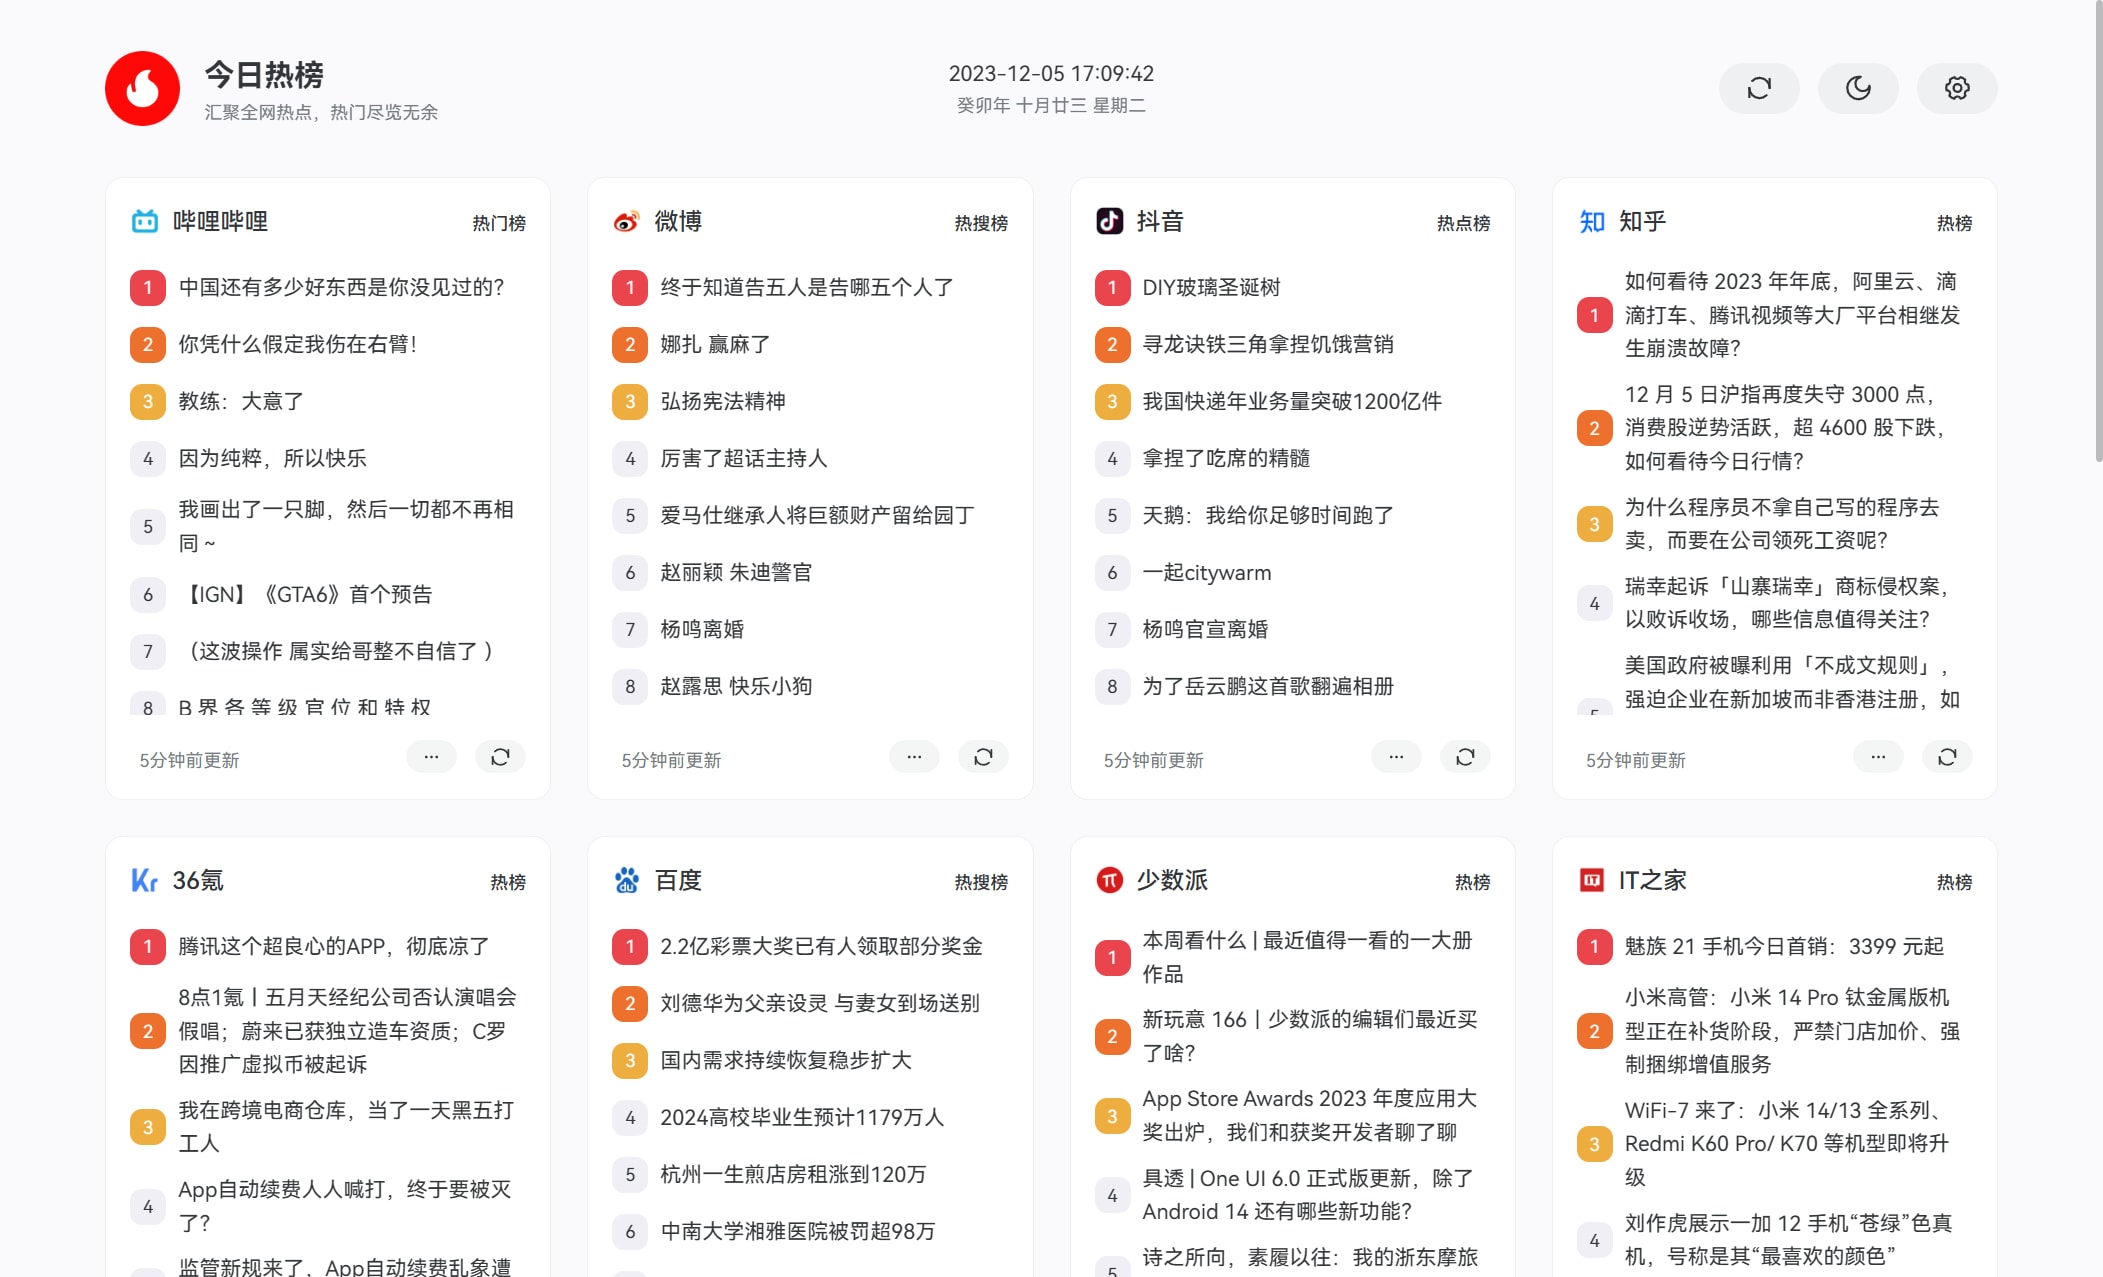 今日热榜
汇聚全网热点，热门尽览无余
2023-12-05 17:09:42
癸卯年 十月廿三 星期二
哔哩哔哩
热门榜
1 中国还有多少好东西是你没见过的？
2 你凭什么假定我伤在右臂！
3 教练：大意了
4 因为纯粹，所以快乐
5 我画出了一只脚，然后一切都不再相
同 ~
6 【IGN】《GTA6》首个预告
7 （这波操作 属实给哥整不自信了 ）
8 B 界 各 等 级 官 位 和 特 权
5分钟前更新
微博
热搜榜
1 终于知道告五人是告哪五个人了
2 娜扎 赢麻了
3 弘扬宪法精神
4 厉害了超话主持人
5 爱马仕继承人将巨额财产留给园丁
6 赵丽颖 朱迪警官
7 杨鸣离婚
8 赵露思 快乐小狗
5分钟前更新
抖音
热点榜
1 DIY玻璃圣诞树
2 寻龙诀铁三角拿捏饥饿营销
3 我国快递年业务量突破1200亿件
4 拿捏了吃席的精髓
5 天鹅：我给你足够时间跑了
6 一起citywarm
7 杨鸣官宣离婚
8 为了岳云鹏这首歌翻遍相册
5分钟前更新
知 知乎
热榜
如何看待 2023 年年底，阿里云、滴
1 滴打车、腾讯视频等大厂平台相继发
生崩溃故障？
12 月 5 日沪指再度失守 3000 点，
2 消费股逆势活跃，超 4600 股下跌，
如何看待今日行情？
3 为什么程序员不拿自己写的程序去
卖，而要在公司领死工资呢？
4 瑞幸起诉「山寨瑞幸」商标侵权案，
以败诉收场，哪些信息值得关注？
美国政府被曝利用「不成文规则」，
5 强迫企业在新加坡而非香港注册，如
5分钟前更新
Kr 36氪
热榜
1 腾讯这个超良心的APP，彻底凉了
8点1氪丨五月天经纪公司否认演唱会
2 假唱；蔚来已获独立造车资质；C罗
因推广虚拟币被起诉
3 我在跨境电商仓库，当了一天黑五打
工人
4 App自动续费人人喊打，终于要被灭
了？
监管新规来了，App自动续费乱象遭
du 百度
热搜榜
1 2.2亿彩票大奖已有人领取部分奖金
2 刘德华为父亲设灵 与妻女到场送别
3 国内需求持续恢复稳步扩大
4 2024高校毕业生预计1179万人
5 杭州一生煎店房租涨到120万
6 中南大学湘雅医院被罚超98万
π 少数派
热榜
1 本周看什么 | 最近值得一看的一大册
作品
2 新玩意 166｜少数派的编辑们最近买
了啥？
3 App Store Awards 2023 年度应用大
奖出炉，我们和获奖开发者聊了聊
4 具透 | One UI 6.0 正式版更新，除了
Android 14 还有哪些新功能？
5 诗之所向，素履以往：我的浙东摩旅
IT IT之家
热榜
1 魅族 21 手机今日首销：3399 元起
小米高管：小米 14 Pro 钛金属版机
2 型正在补货阶段，严禁门店加价、强
制捆绑增值服务
WiFi-7 来了：小米 14/13 全系列、
3 Redmi K60 Pro/ K70 等机型即将升
级
4 刘作虎展示一加 12 手机“苍绿”色真
机，号称是其“最喜欢的颜色”